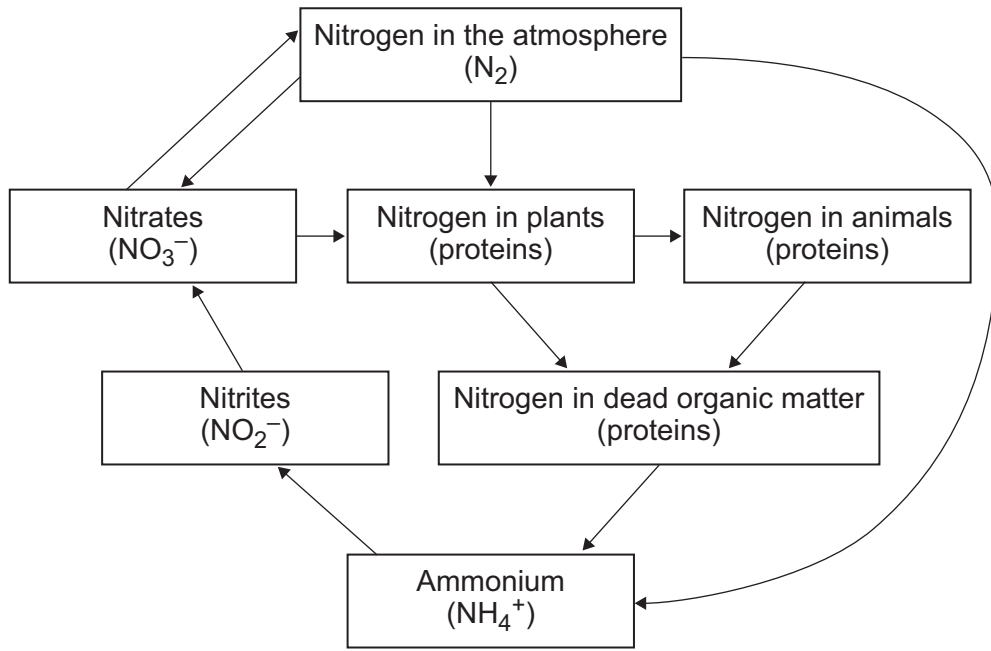 Nitrogen in the atmosphere
(N₂)
Nitrates
(NO₃⁻)
Nitrogen in plants
(proteins)
Nitrogen in animals
(proteins)
Nitrites
(NO₂⁻)
Nitrogen in dead organic matter
(proteins)
Ammonium
(NH₄⁺)